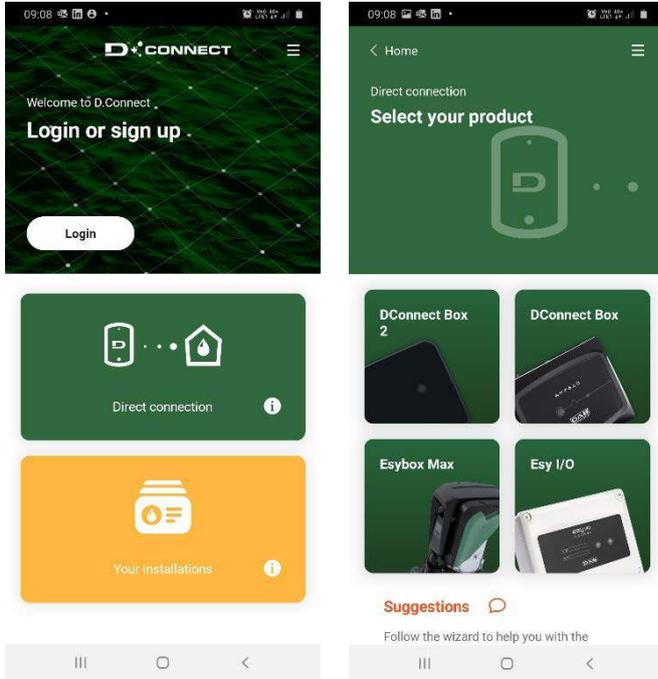 09:08
D CONNECT
Welcome to D.Connect
Login or sign up
Login
Direct connection
Your installations
09:08
Home
Direct connection
Select your product
DConnect Box
2
DConnect Box
DAB
Esybox Max
Esy I/O
DAB
Suggestions
Follow the wizard to help you with the